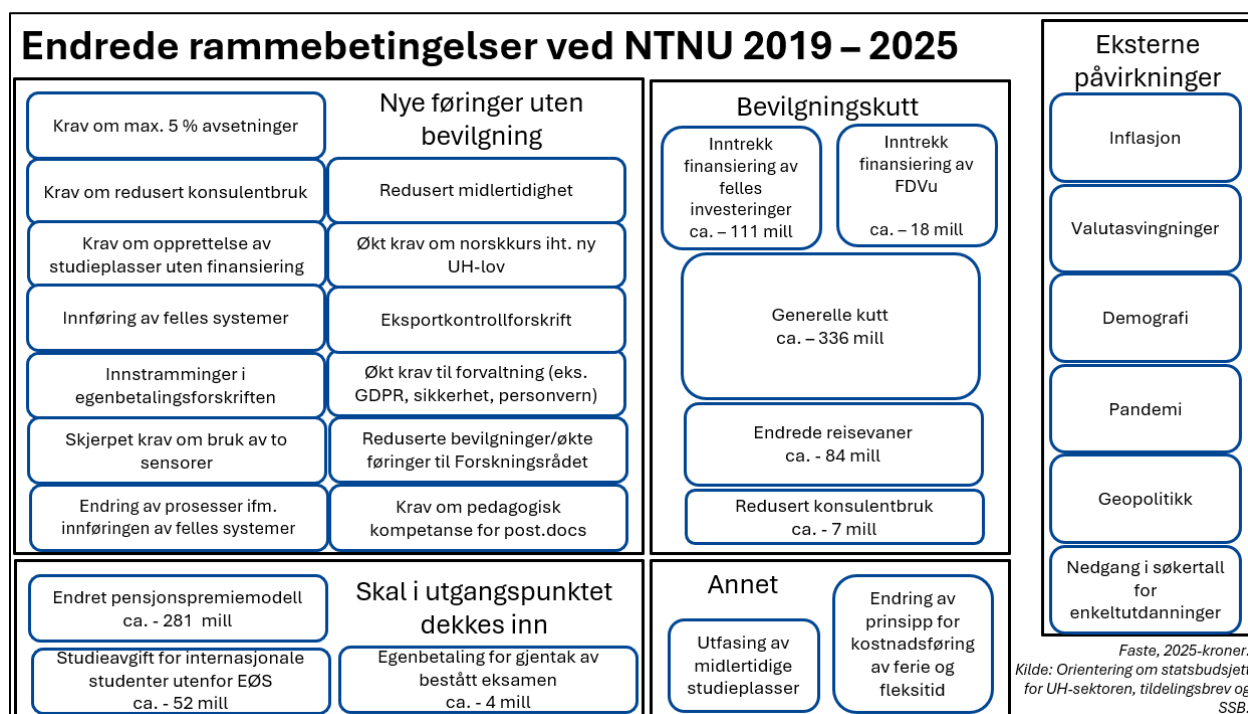 Endrede rammebetingelser ved NTNU 2019 – 2025
Nye føringer uten
bevilgning
Krav om max. 5 % avsetninger
Krav om redusert konsulentbruk
Krav om opprettelse av
studieplasser uten finansiering
Innføring av felles systemer
Innstramminger i
egenbetalingsforskriften
Skjerpet krav om bruk av to
sensorer
Endring av prosesser ifm.
innføringen av felles systemer
Redusert midlertidighet
Økt krav om norskkurs iht. ny
UH-lov
Eksportkontrollforskrift
Økt krav til forvaltning (eks.
GDPR, sikkerhet, personvern)
Reduserte bevilgninger/økte
føringer til Forskningsrådet
Krav om pedagogisk
kompetanse for post.docs
Bevilgningskutt
Inntrekk
finansiering av
felles
investeringer
ca. – 111 mill
Inntrekk
finansiering av
FDVu
ca. – 18 mill
Generelle kutt
ca. – 336 mill
Endrede reisevaner
ca. - 84 mill
Redusert konsulentbruk
ca. - 7 mill
Skal i utgangspunktet
dekkes inn
Endret pensjonspremiemodell
ca. - 281 mill
Studieavgift for internasjonale
studenter utenfor EØS
ca. - 52 mill
Egenbetaling for gjentak av
bestått eksamen
ca. - 4 mill
Annet
Utfasing av
midlertidige
studieplasser
Endring av
prinsipp for
kostnadsføring
av ferie og
fleksitid
Eksterne
påvirkninger
Inflasjon
Valutasvingninger
Demografi
Pandemi
Geopolitikk
Nedgang i søkertall
for
enkeltutdanninger
Faste, 2025-kroner.
Kilde: Orientering om statsbudsjett
for UH-sektoren, tildelingsbrev og
SSB.